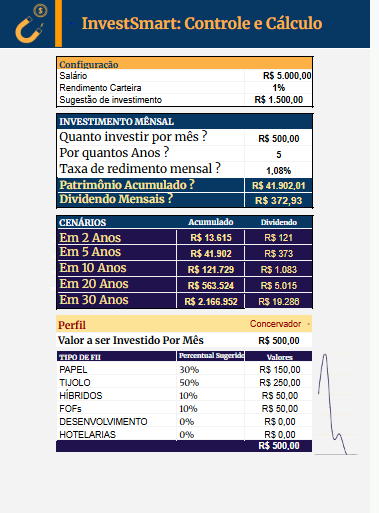 InvestSmart: Controle e Cálculo
Configuração
Salário R$ 5.000,00
Rendimento Carteira 1%
Sugestão de investimento R$ 1.500,00
INVESTIMENTO MÊNSAL
Quanto investir por mês ? R$ 500,00
Por quantos Anos ? 5
Taxa de redimento mensal ? 1,08%
Patrimônio Acumulado ? R$ 41.902,01
Dividendo Mensais ? R$ 372,93
CENÁRIOS Acumulado Dividendo
Em 2 Anos R$ 13.615 R$ 121
Em 5 Anos R$ 41.902 R$ 373
Em 10 Anos R$ 121.729 R$ 1.083
Em 20 Anos R$ 563.524 R$ 5.015
Em 30 Anos R$ 2.166.952 R$ 19.286
Perfil Concervador
Valor a ser Investido Por Mês R$ 500,00
TIPO DE FII Percentual Sugerido Valores
PAPEL 30% R$ 150,00
TIJOLO 50% R$ 250,00
HÍBRIDOS 10% R$ 50,00
FOFs 10% R$ 50,00
DESENVOLVIMENTO 0% R$ 0,00
HOTELARIAS 0% R$ 0,00
R$ 500,00